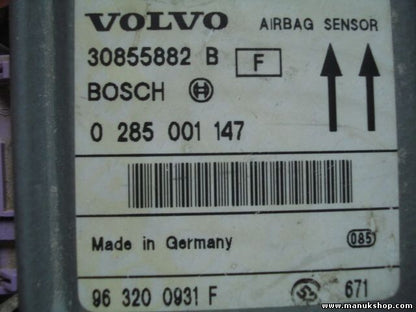 VOLVO AIRBAG SENSOR
30855882 B F
BOSCH
0 285 001 147
Made in Germany 085
96 320 0931 F 671
www.manukshop.com